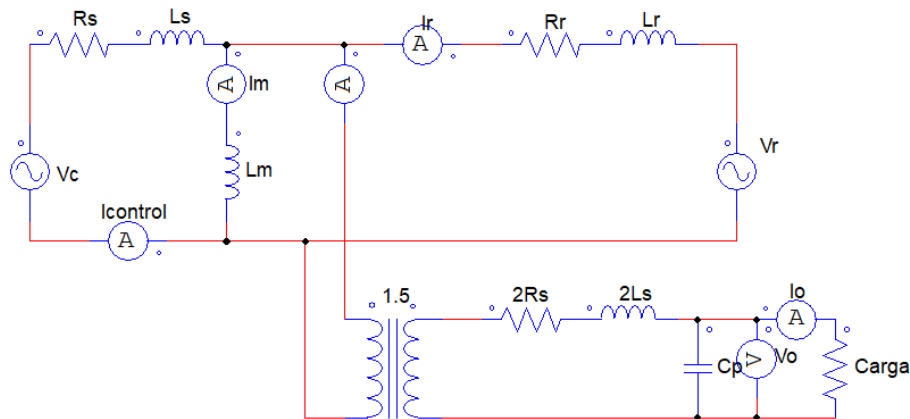 Rs
Ls
A
Ir
Rr
Lr
A
Im
A
Vc
Lm
Vr
Icontrol
A
1.5
2Rs
2Ls
Io
A
Cp
V
Vo
Carga